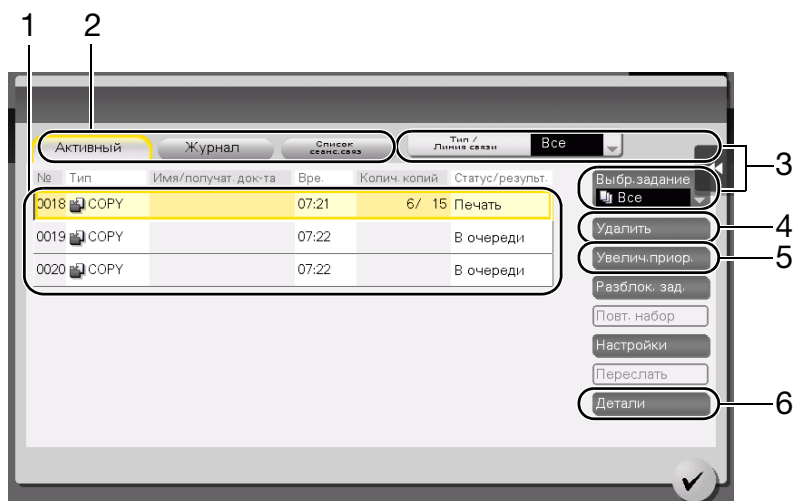 1 2
Активный Журнал Список сеанс.связ Тип / Линия связи Все
3
№ Тип Имя/получат.док-та Вре. Колич.копий Статус/результ.
Выбр.задание
Все
0018 COPY 07:21 6/ 15 Печать
Удалить 4
0019 COPY 07:22 В очереди
Увелич.приор. 5
0020 COPY 07:22 В очереди
Разблок. зад.
Повт. набор
Настройки
Переслать
Детали 6